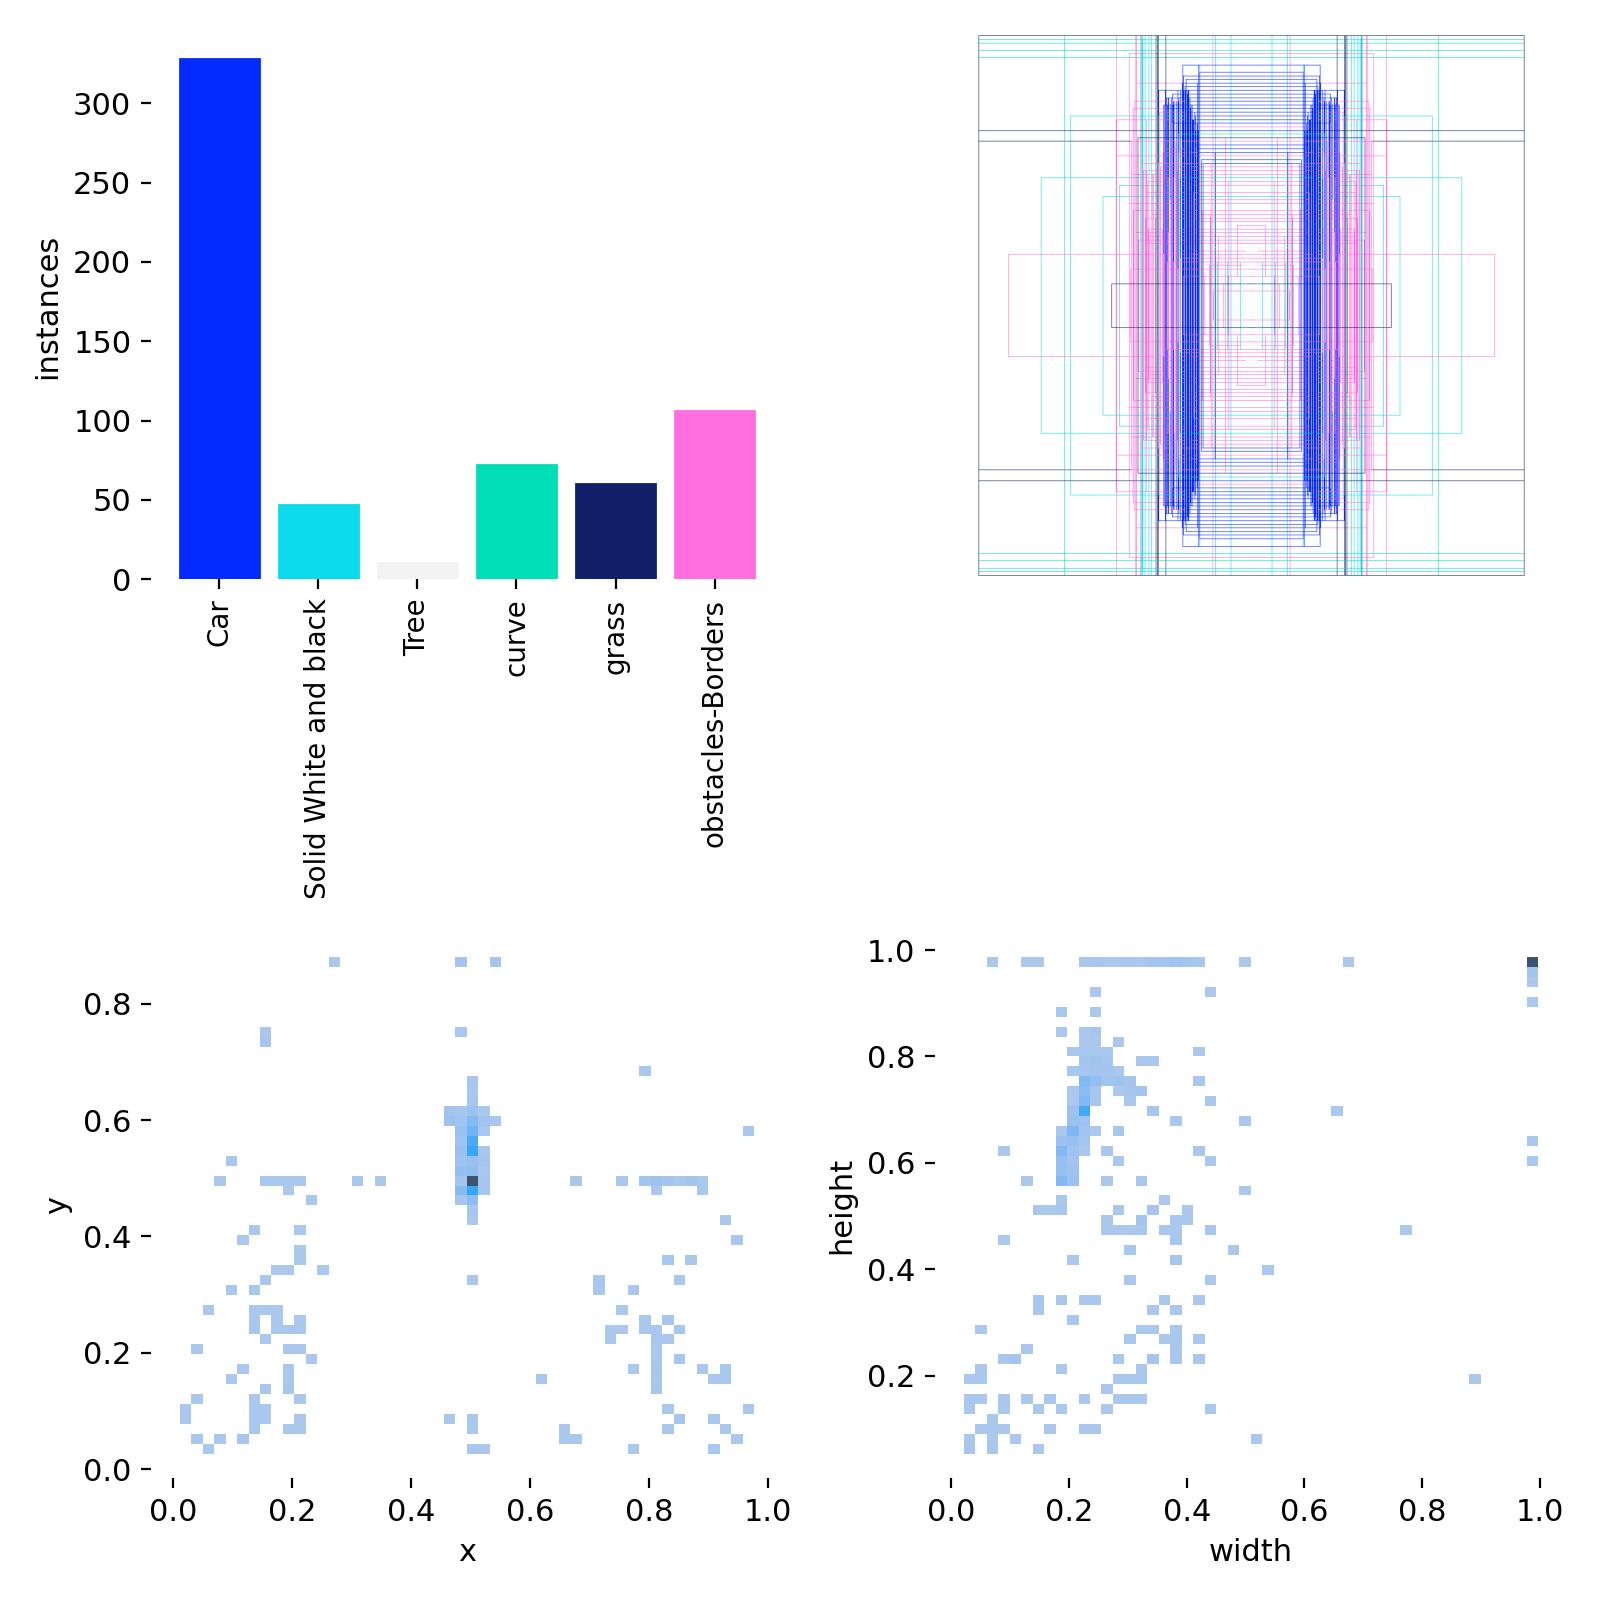 instances
300
250
200
150
100
50
0
Car
Solid White and black
Tree
curve
grass
obstacles-Borders
y
0.8
0.6
0.4
0.2
0.0
0.0 0.2 0.4 0.6 0.8 1.0
x
height
1.0
0.8
0.6
0.4
0.2
0.0 0.2 0.4 0.6 0.8 1.0
width